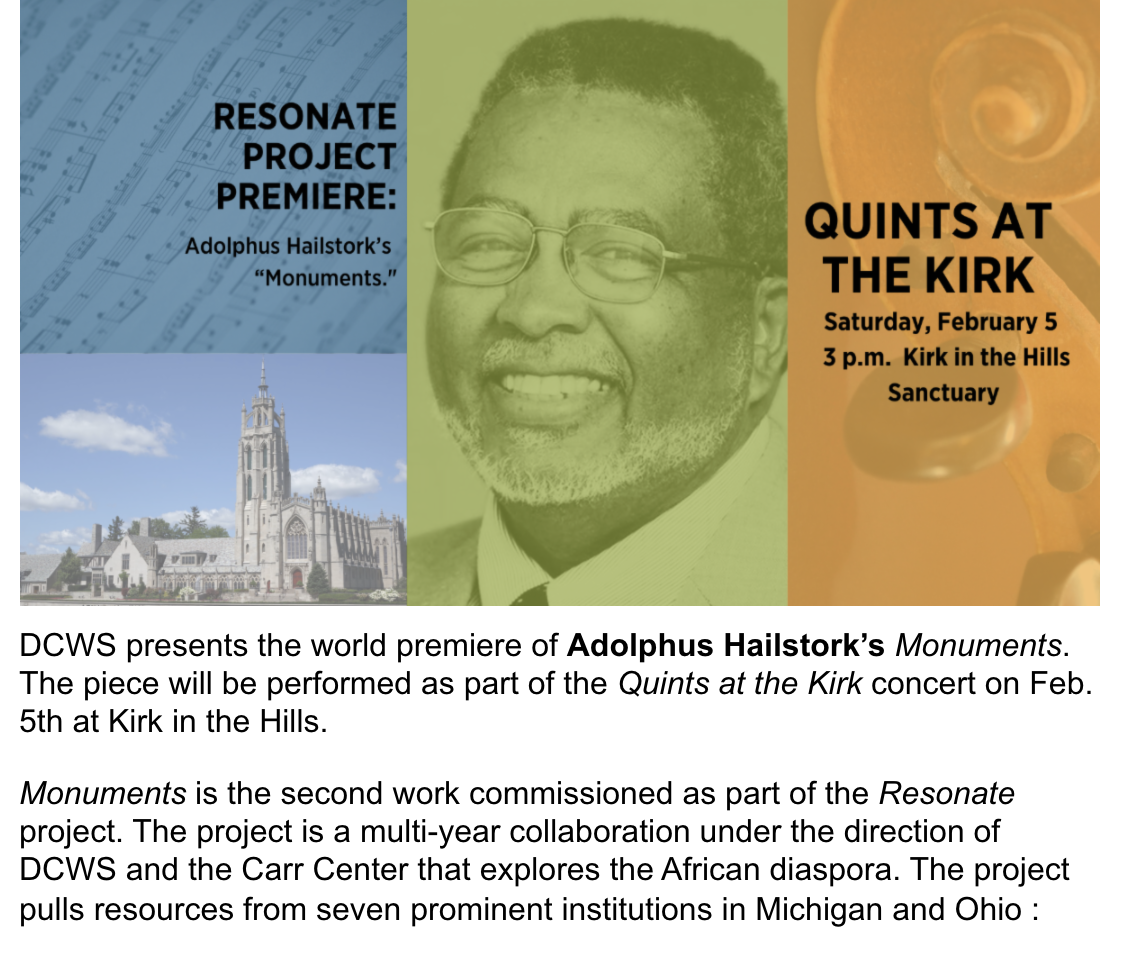 RESONATE
PROJECT
PREMIERE:
Adolphus Hailstork’s
“Monuments."
QUINTS AT
THE KIRK
Saturday, February 5
3 p.m. Kirk in the Hills
Sanctuary
DCWS presents the world premiere of Adolphus Hailstork’s Monuments.
The piece will be performed as part of the Quints at the Kirk concert on Feb.
5th at Kirk in the Hills.
Monuments is the second work commissioned as part of the Resonate
project. The project is a multi-year collaboration under the direction of
DCWS and the Carr Center that explores the African diaspora. The project
pulls resources from seven prominent institutions in Michigan and Ohio :